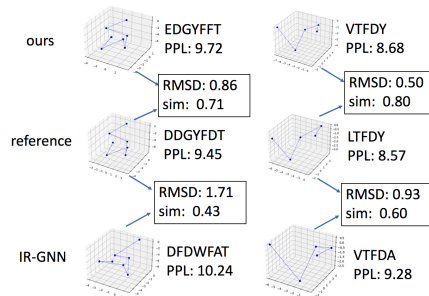 ours
EDGYFFT
PPL: 9.72
VTFDY
PPL: 8.68
RMSD: 0.86
sim: 0.71
RMSD: 0.50
sim: 0.80
reference
DDGYFDT
PPL: 9.45
LTFDY
PPL: 8.57
RMSD: 1.71
sim: 0.43
RMSD: 0.93
sim: 0.60
IR-GNN
DFDWFAT
PPL: 10.24
VTFDA
PPL: 9.28